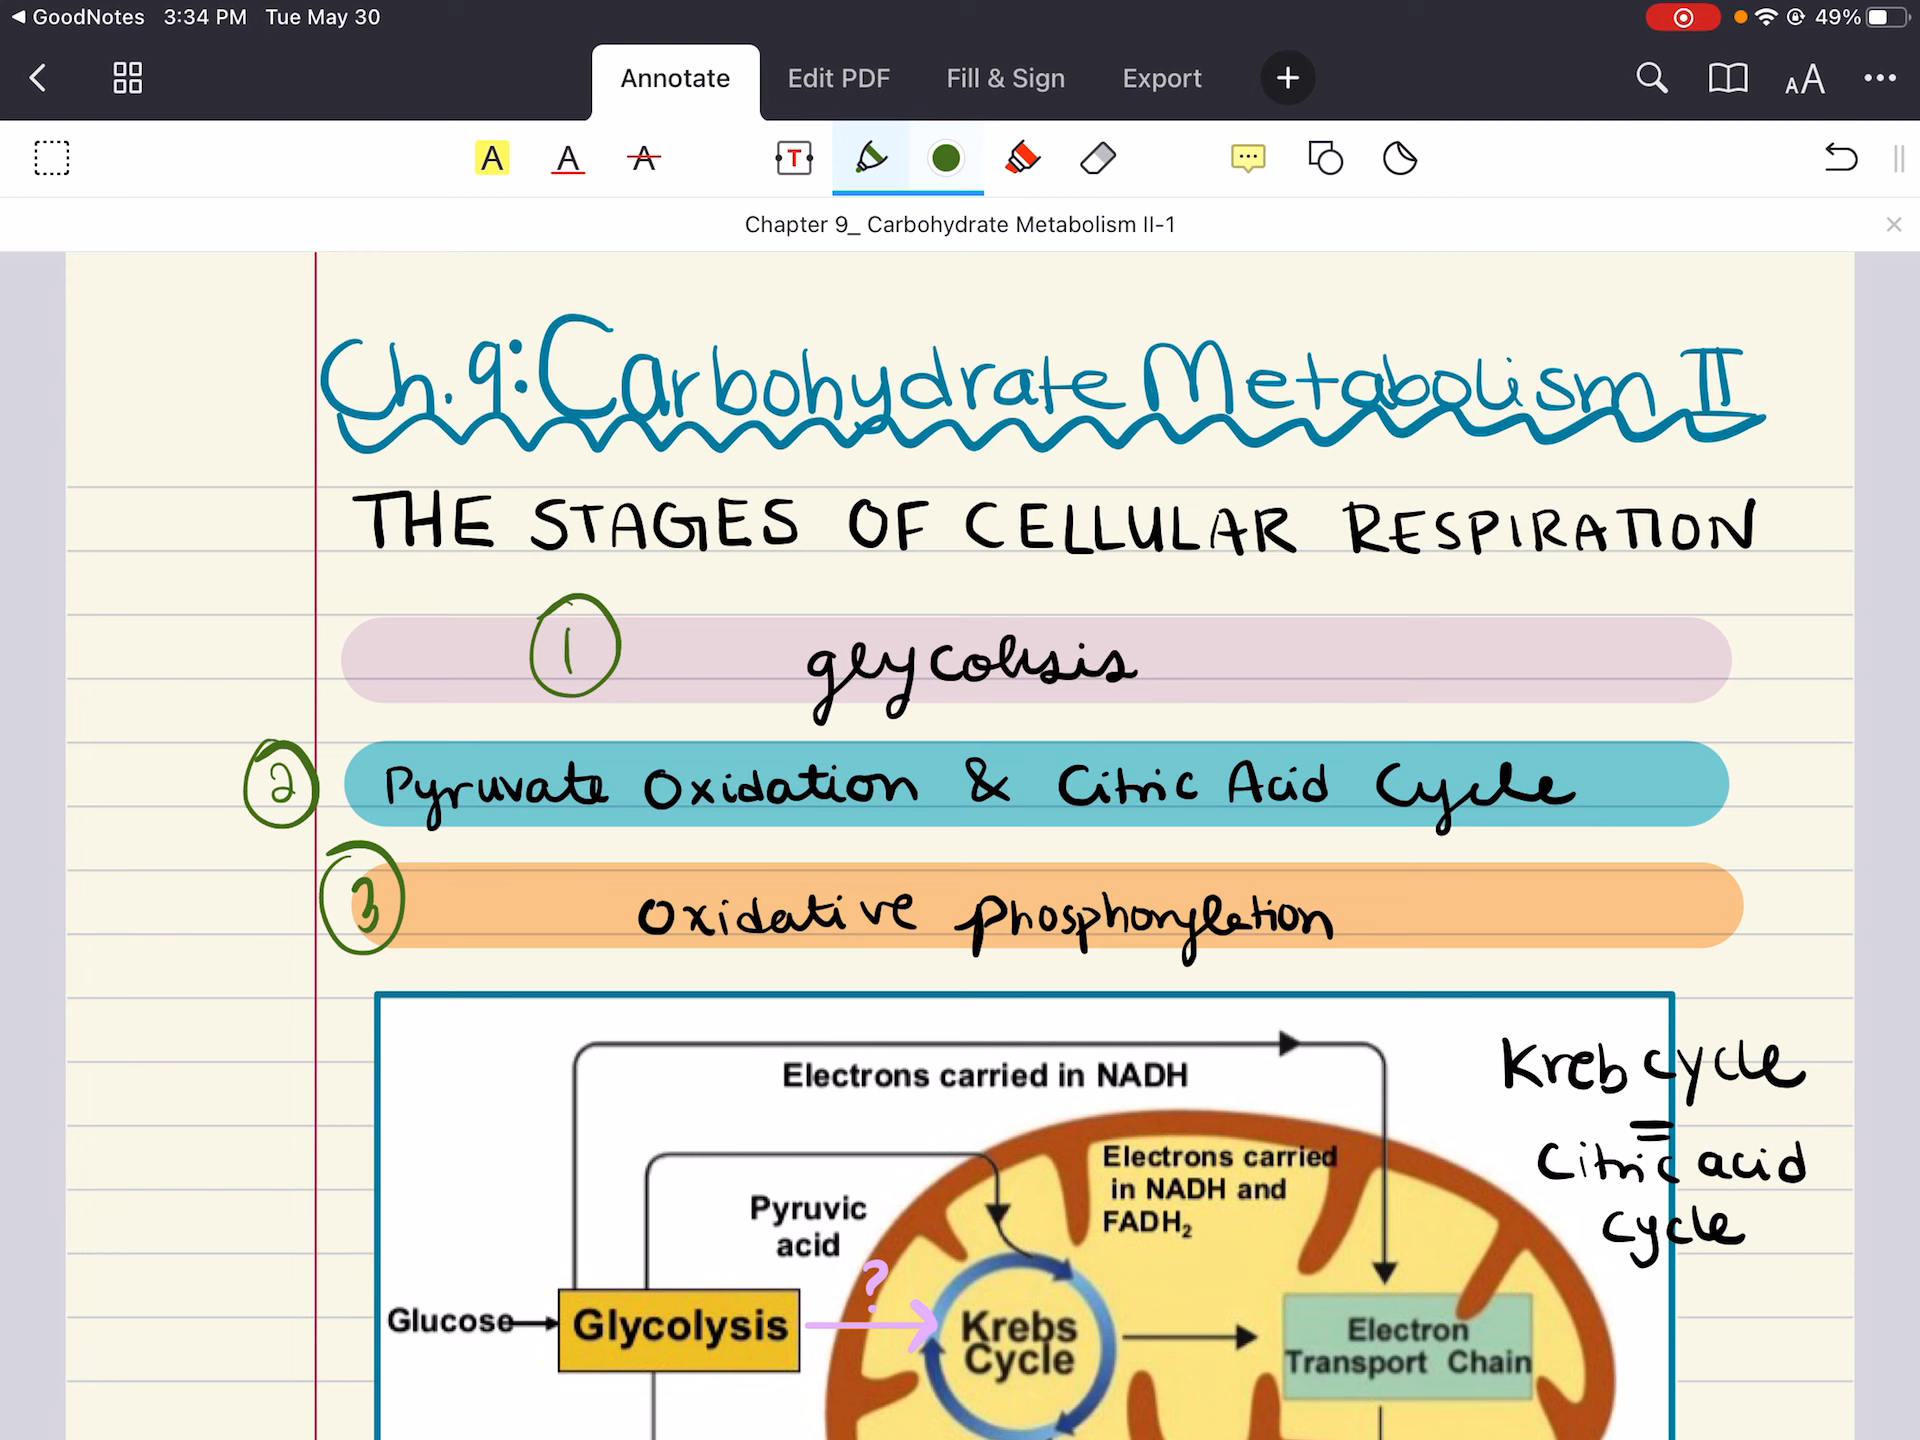 GoodNotes 3:34 PM Tue May 30 49%
Annotate Edit PDF Fill & Sign Export
A A A T
AA
Chapter 9_ Carbohydrate Metabolism II-1
Ch. 9: Carbohydrate Metabolism II
THE STAGES OF CELLULAR RESPIRATION
1 glycolysis
2 Pyruvate Oxidation & Citric Acid Cycle
3 Oxidative phosphorylation
Electrons carried in NADH
Kreb cycle
=
Citric acid
cycle
Electrons carried
in NADH and
FADH₂
Pyruvic
acid
?
Glucose
Glycolysis
Krebs
Cycle
Electron
Transport Chain